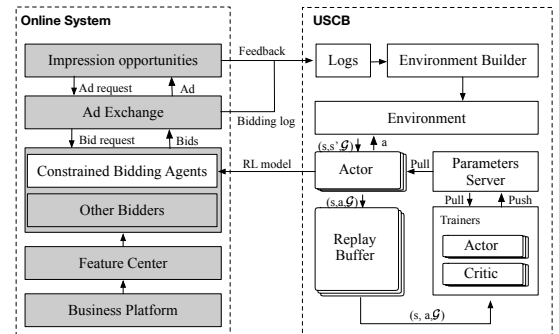 Online System
USCB
Impression opportunities
Feedback
Logs
Environment Builder
Ad request
Ad
Ad Exchange
Bidding log
Environment
Bid request
Bids
(s,s',𝒢)
a
Constrained Bidding Agents
RL model
Actor
Pull
Parameters
Server
Other Bidders
(s,a,𝒢)
Pull
Push
Replay
Buffer
Trainers
Actor
Critic
Feature Center
Business Platform
(s, a,𝒢)